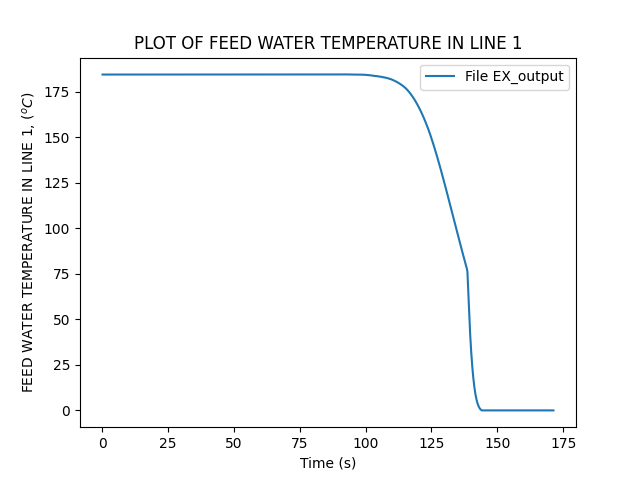 PLOT OF FEED WATER TEMPERATURE IN LINE 1
File EX_output
FEED WATER TEMPERATURE IN LINE 1, (°C)
175
150
125
100
75
50
25
0
0 25 50 75 100 125 150 175
Time (s)